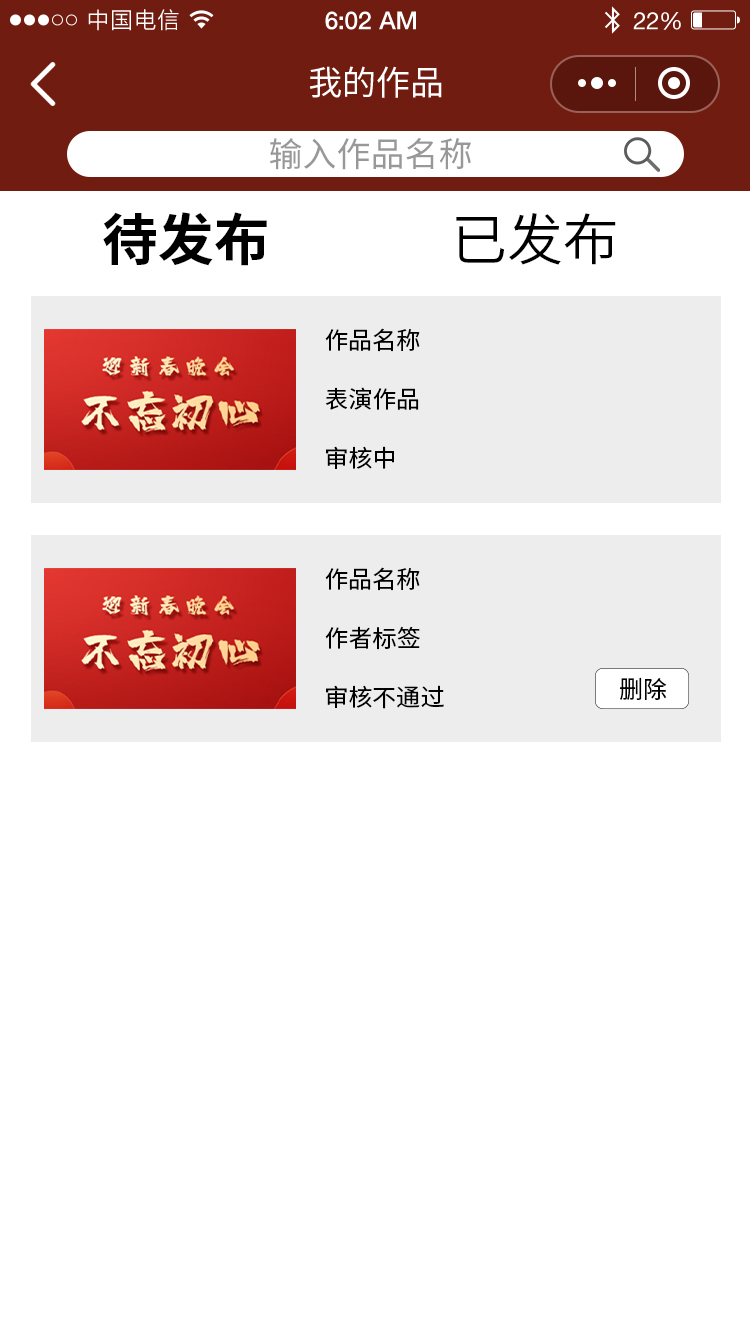 中国电信 6:02 AM 22%
我的作品
输入作品名称
待发布 已发布
迎新春晚会
不忘初心
作品名称
表演作品
审核中
迎新春晚会
不忘初心
作品名称
作者标签
审核不通过
删除